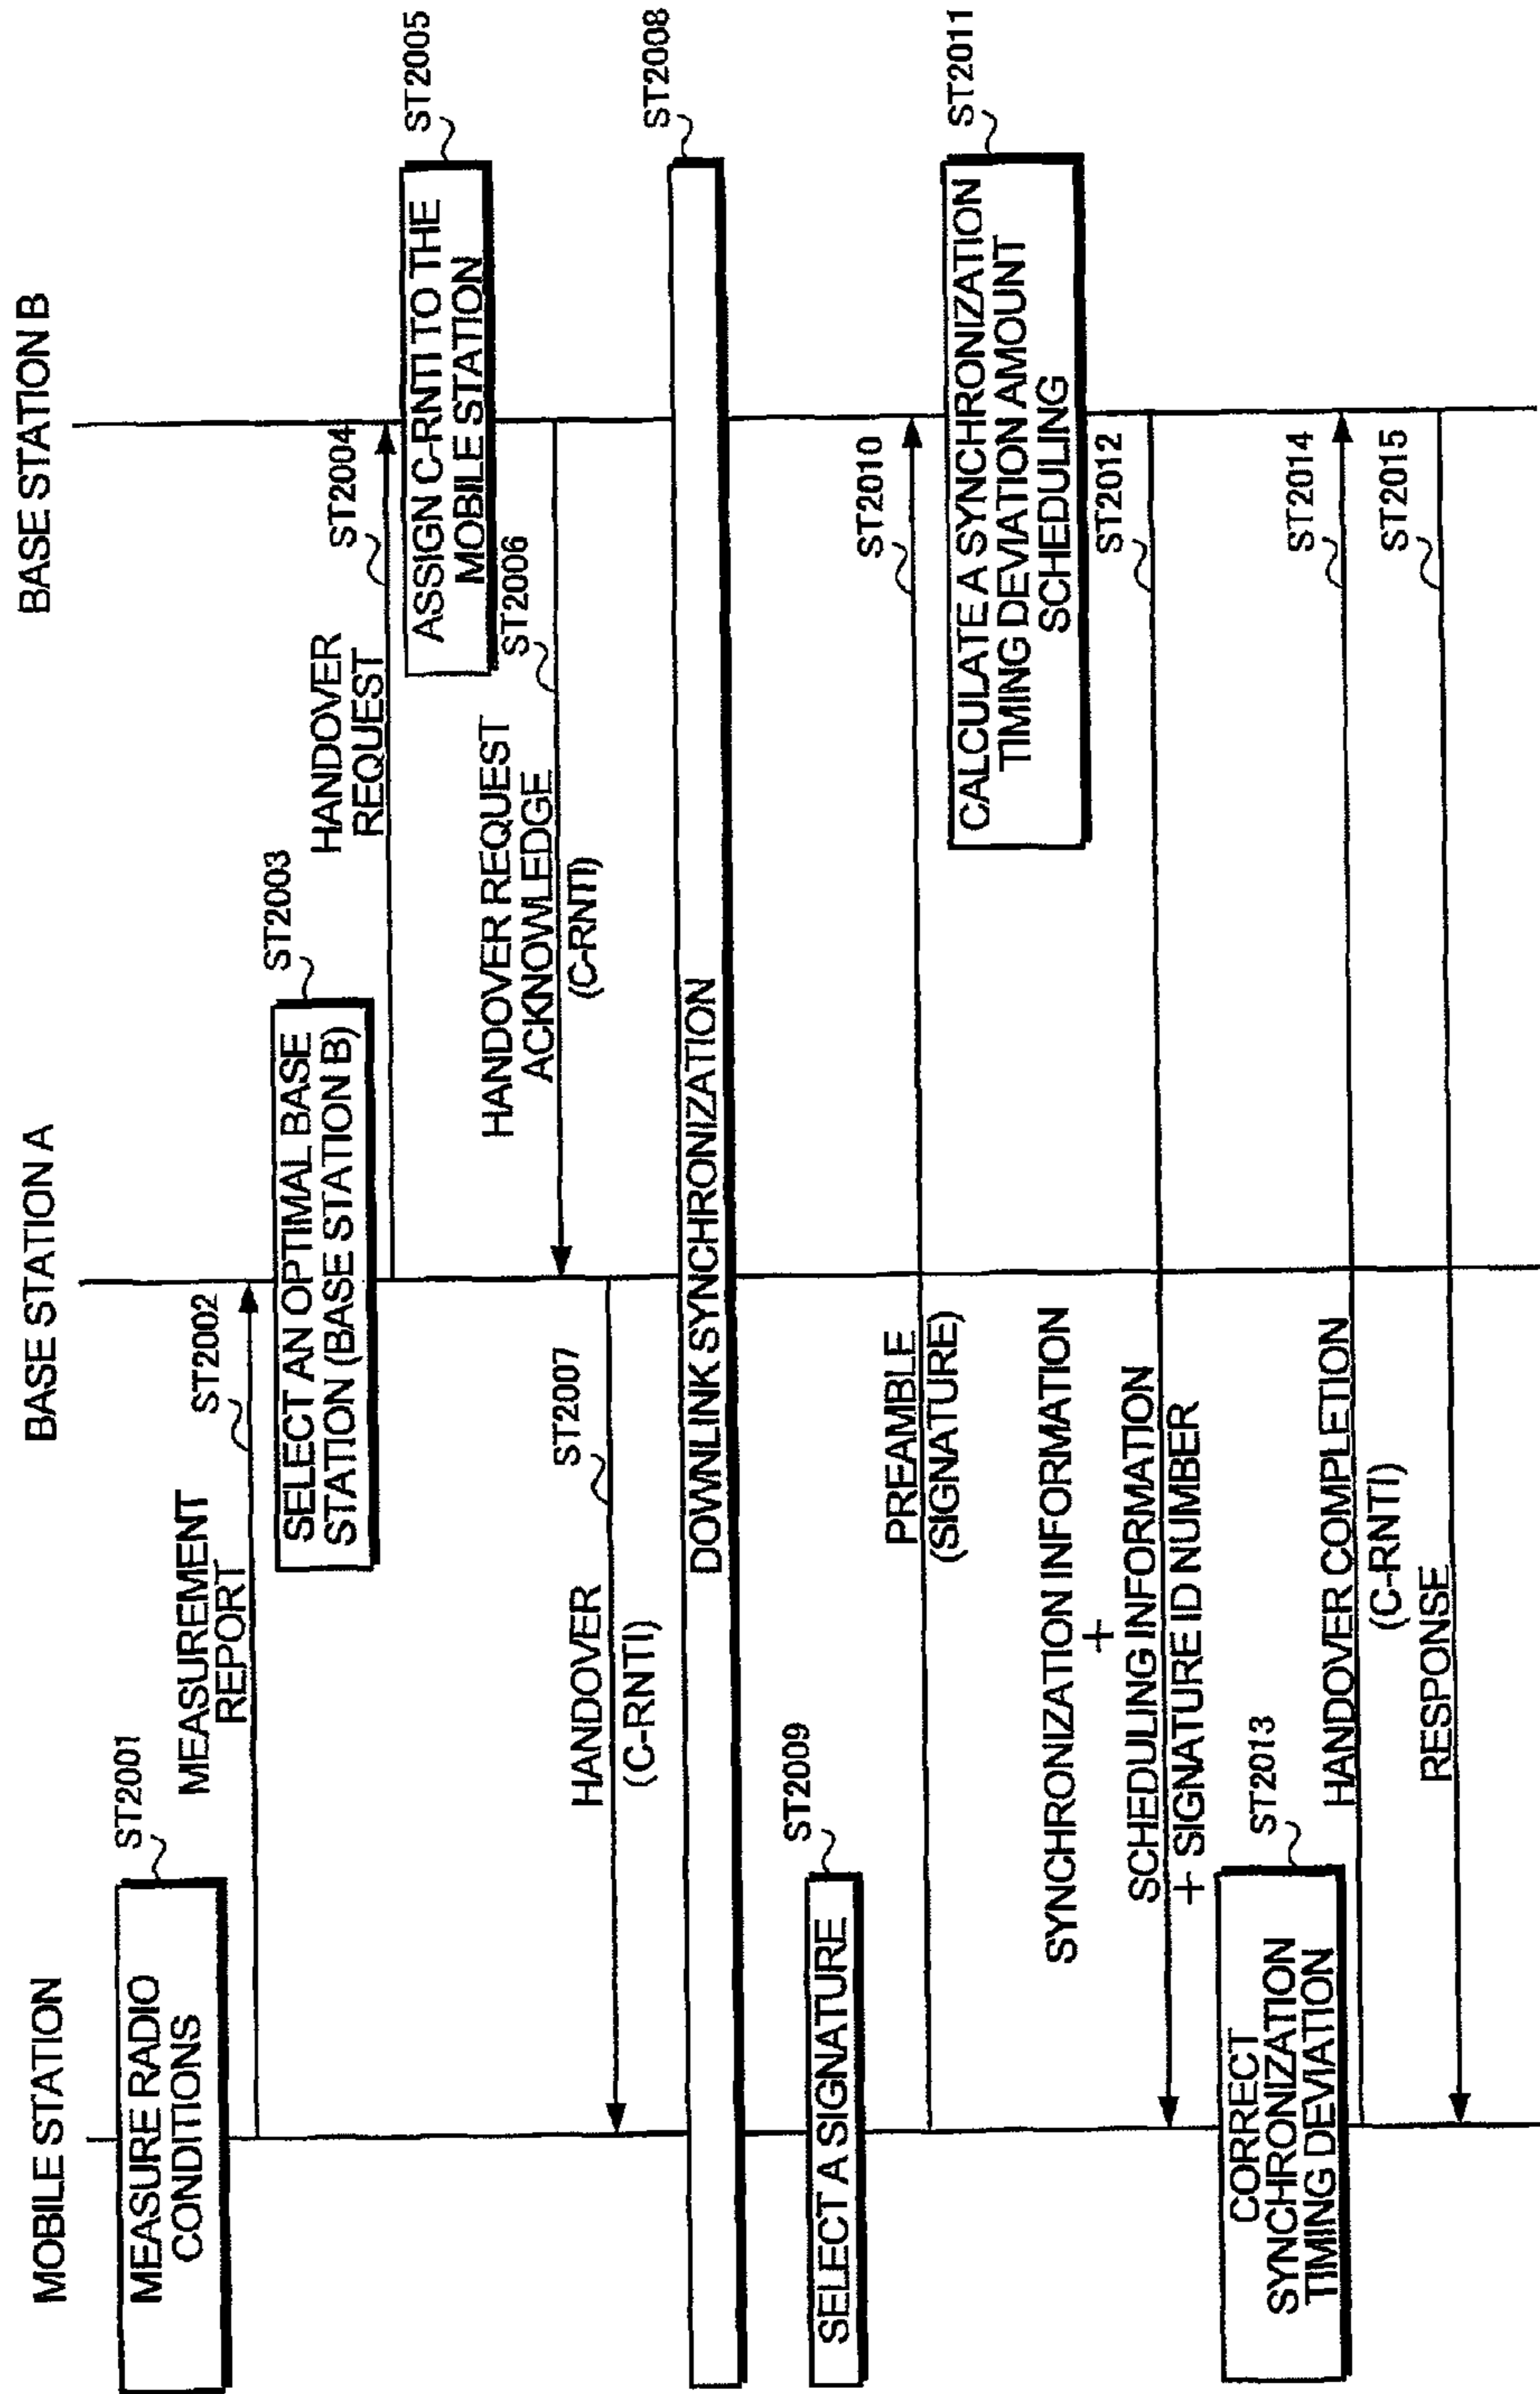 MOBILE STATION
BASE STATION A
BASE STATION B
MEASURE RADIO
CONDITIONS
ST2001
MEASUREMENT
REPORT
ST2002
SELECT AN OPTIMAL BASE
STATION (BASE STATION B)
ST2003
HANDOVER
REQUEST
ST2004
ASSIGN C-RNTI TO THE
MOBILE STATION
ST2005
HANDOVER REQUEST
ACKNOWLEDGE
(C-RNTI)
ST2006
HANDOVER
(C-RNTI)
ST2007
DOWNLINK SYNCHRONIZATION
ST2008
SELECT A SIGNATURE
ST2009
PREAMBLE
(SIGNATURE)
ST2010
CALCULATE A SYNCHRONIZATION
TIMING DEVIATION AMOUNT
SCHEDULING
ST2011
SYNCHRONIZATION INFORMATION
+
SCHEDULING INFORMATION
+ SIGNATURE ID NUMBER
ST2012
CORRECT
SYNCHRONIZATION
TIMING DEVIATION
ST2013
HANDOVER COMPLETION
(C-RNTI)
ST2014
RESPONSE
ST2015